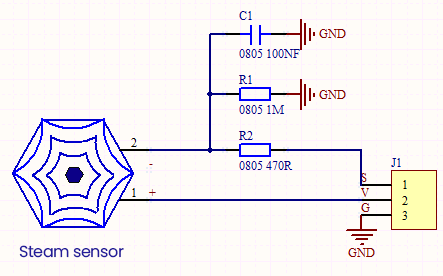 C1
GND
0805 100NF
R1
GND
0805 1M
2
R2
-
0805 470R
J1
S
1
1
+
V
2
G
3
GND
Steam sensor